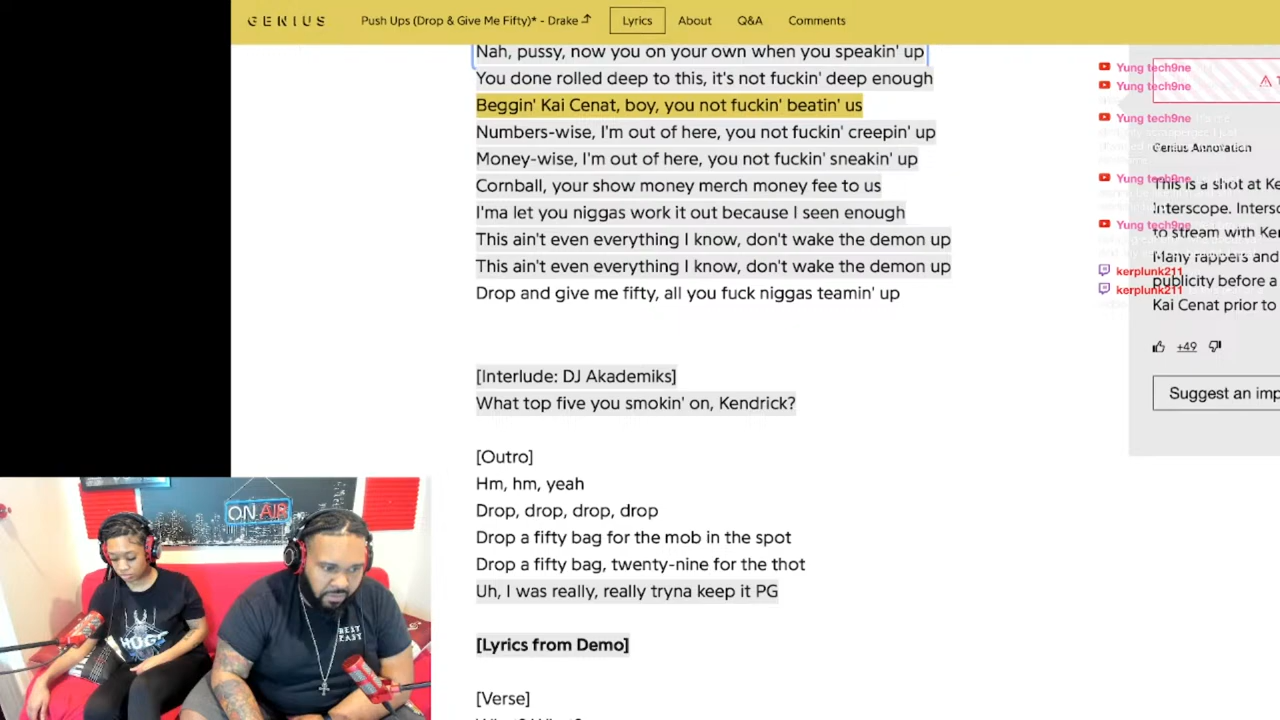 GENIUS
Push Ups (Drop & Give Me Fifty)* - Drake
Lyrics
About
Q&A
Comments
Nah, pussy, now you on your own when you speakin' up
You done rolled deep to this, it's not fuckin' deep enough
Beggin' Kai Cenat, boy, you not fuckin' beatin' us
Numbers-wise, I'm out of here, you not fuckin' creepin' up
Money-wise, I'm out of here, you not fuckin' sneakin' up
Cornball, your show money merch money fee to us
I'ma let you niggas work it out because I seen enough
This ain't even everything I know, don't wake the demon up
This ain't even everything I know, don't wake the demon up
Drop and give me fifty, all you fuck niggas teamin' up
[Interlude: DJ Akademiks]
What top five you smokin' on, Kendrick?
[Outro]
Hm, hm, yeah
Drop, drop, drop, drop
Drop a fifty bag for the mob in the spot
Drop a fifty bag, twenty-nine for the thot
Uh, I was really, really tryna keep it PG
[Lyrics from Demo]
[Verse]
What? What?
Yung tech9ne
Yung tech9ne
Yung tech9ne
Yung tech9ne
Yung tech9ne
kerplunk211
kerplunk211
Genius Annotation
This is a shot at Ke
Interscope. Intersc
to stream with Ken
Many rappers and
publicity before a
Kai Cenat prior to
+49
Suggest an imp
ON AIR
BEST
EASY
HUGS